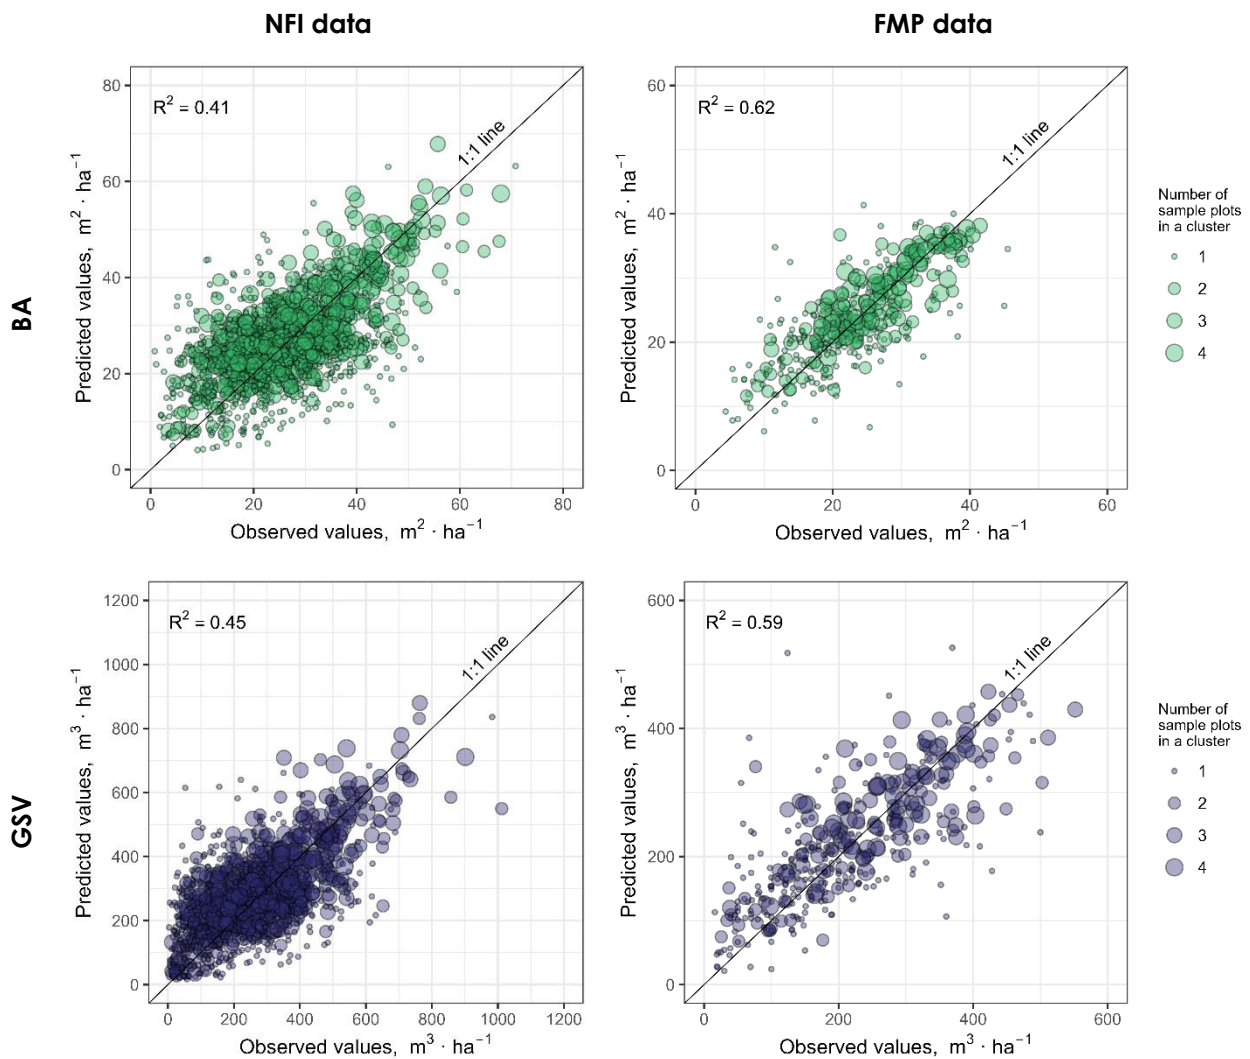 NFI data
FMP data
BA
80
60
40
20
0
R² = 0.41
1:1 line
Predicted values, m² · ha⁻¹
0 20 40 60 80
Observed values, m² · ha⁻¹
60
40
20
0
R² = 0.62
1:1 line
Predicted values, m² · ha⁻¹
0 20 40 60
Observed values, m² · ha⁻¹
Number of
sample plots
in a cluster
1
2
3
4
GSV
1200
1000
800
600
400
200
0
R² = 0.45
1:1 line
Predicted values, m³ · ha⁻¹
0 200 400 600 800 1000 1200
Observed values, m³ · ha⁻¹
600
400
200
0
R² = 0.59
1:1 line
Predicted values, m³ · ha⁻¹
0 200 400 600
Observed values, m³ · ha⁻¹
Number of
sample plots
in a cluster
1
2
3
4